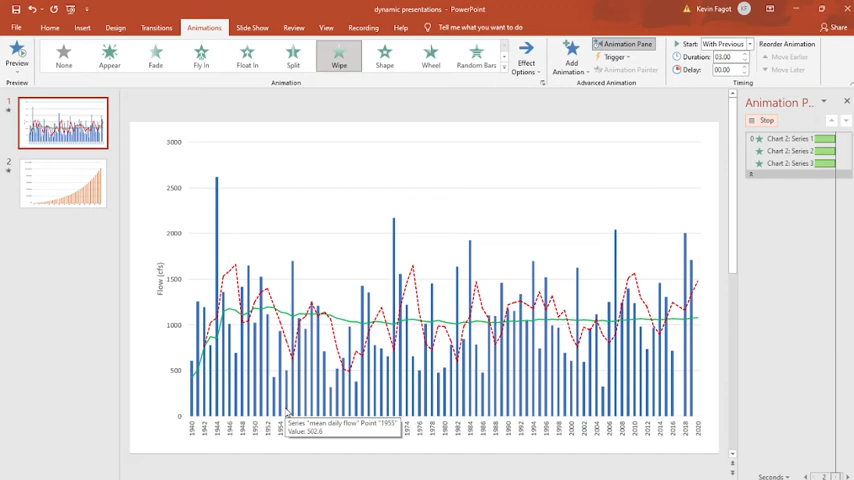 dynamic presentations - PowerPoint
Kevin Fagot
KF
File
Home
Insert
Design
Transitions
Animations
Slide Show
Review
View
Recording
Help
Tell me what you want to do
Share
Preview
None
Appear
Fade
Fly In
Float In
Split
Wipe
Shape
Wheel
Random Bars
Effect
Options
Add
Animation
Animation Pane
Trigger
Animation Painter
Start: With Previous
Duration: 03.00
Delay: 00.00
Reorder Animation
Move Earlier
Move Later
Preview
Animation
Advanced Animation
Timing
1
2
Animation P...
Stop
0 Chart 2: Series 1
Chart 2: Series 2
Chart 2: Series 3
3000
2500
2000
1500
1000
500
0
Flow (cfs)
1940 1942 1944 1946 1948 1950 1952 1954 1974 1976 1978 1980 1982 1984 1986 1988 1990 1992 1994 1996 1998 2000 2002 2004 2006 2008 2010 2012 2014 2016 2018 2020
Series "mean daily flow" Point "1955"
Value: 502.6
Seconds
2